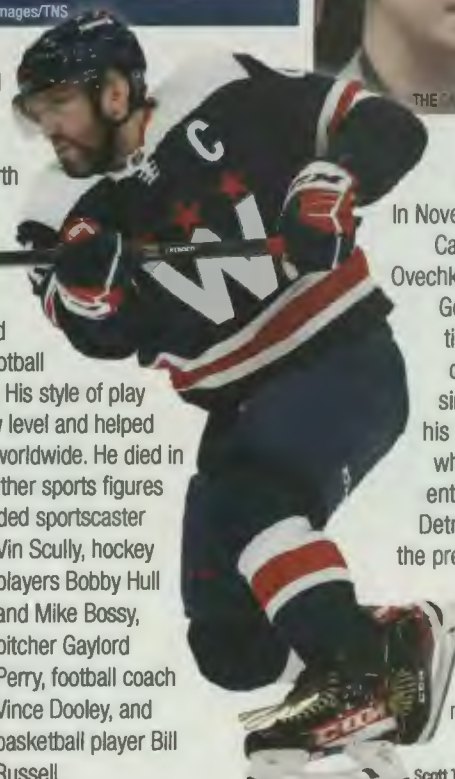 mages/TNS
THE
rth
d
otball
His style of play
level and helped
worldwide. He died in
ther sports figures
ded sportscaster
Vin Scully, hockey
players Bobby Hull
and Mike Bossy,
pitcher Gaylord
Perry, football coach
Vince Dooley, and
basketball player Bill
Russell
In Nove
Ca
Ovechk
Go
ti
c
sin
his
wh
ent
Detr
the pre
Scott T
C
W
CCM